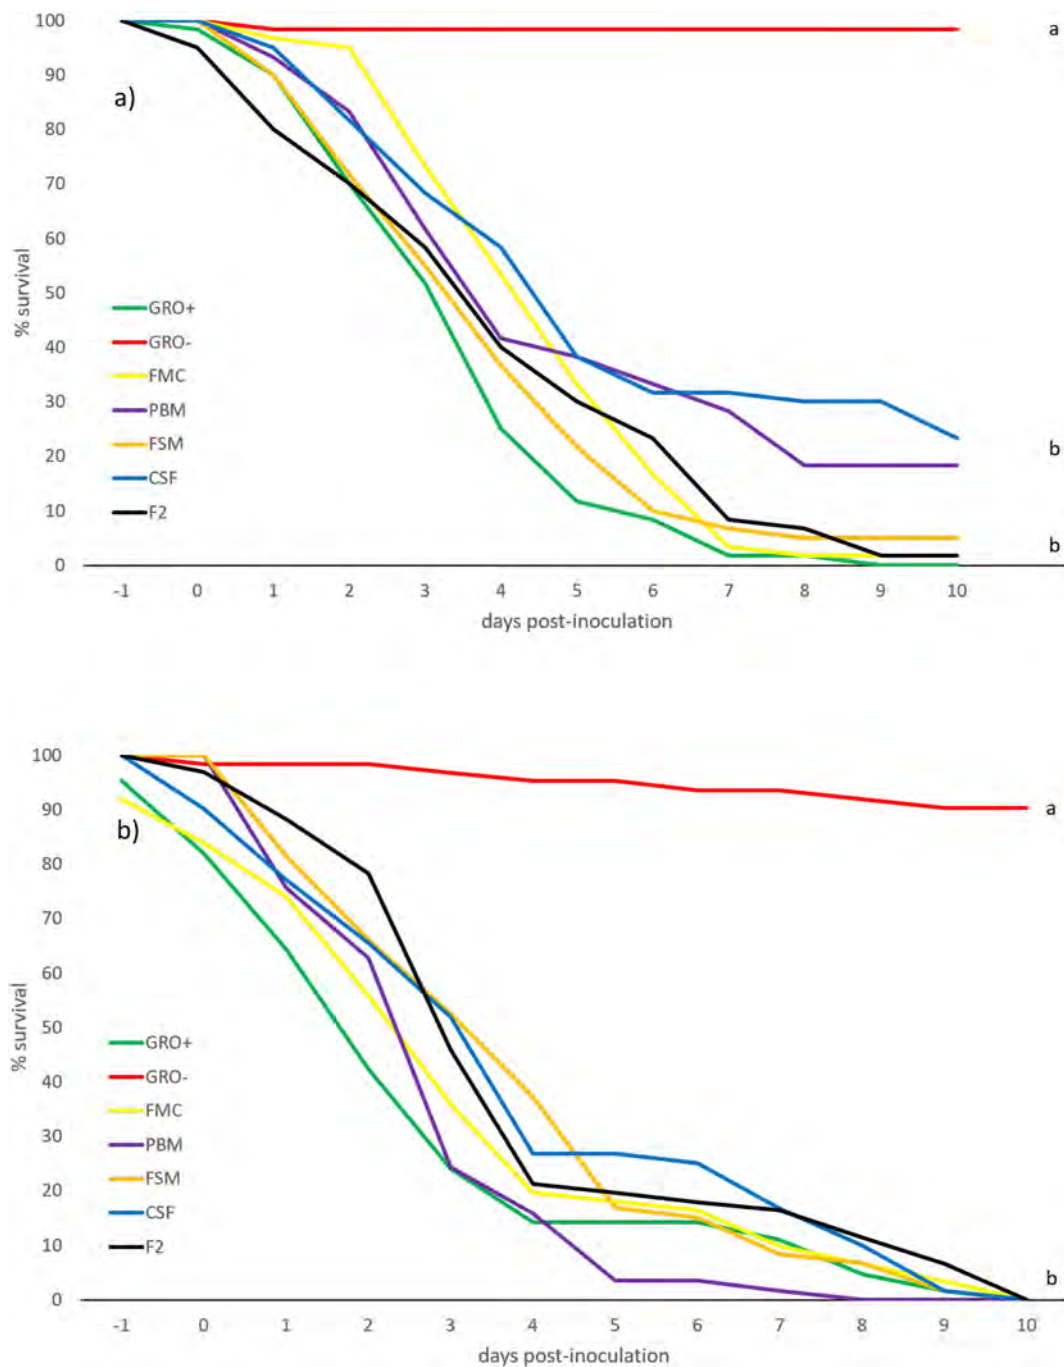 100
a
90
a)
80
70
60
% survival
50
GRO+
GRO-
40
FMC
30
PBM
b
20
FSM
CSF
10
F2
b
0
-1 0 1 2 3 4 5 6 7 8 9 10
days post-inoculation
100
a
90
b)
80
70
60
% survival
50
GRO+
40
GRO-
FMC
30
PBM
20
FSM
CSF
10
F2
b
0
-1 0 1 2 3 4 5 6 7 8 9 10
days post-inoculation